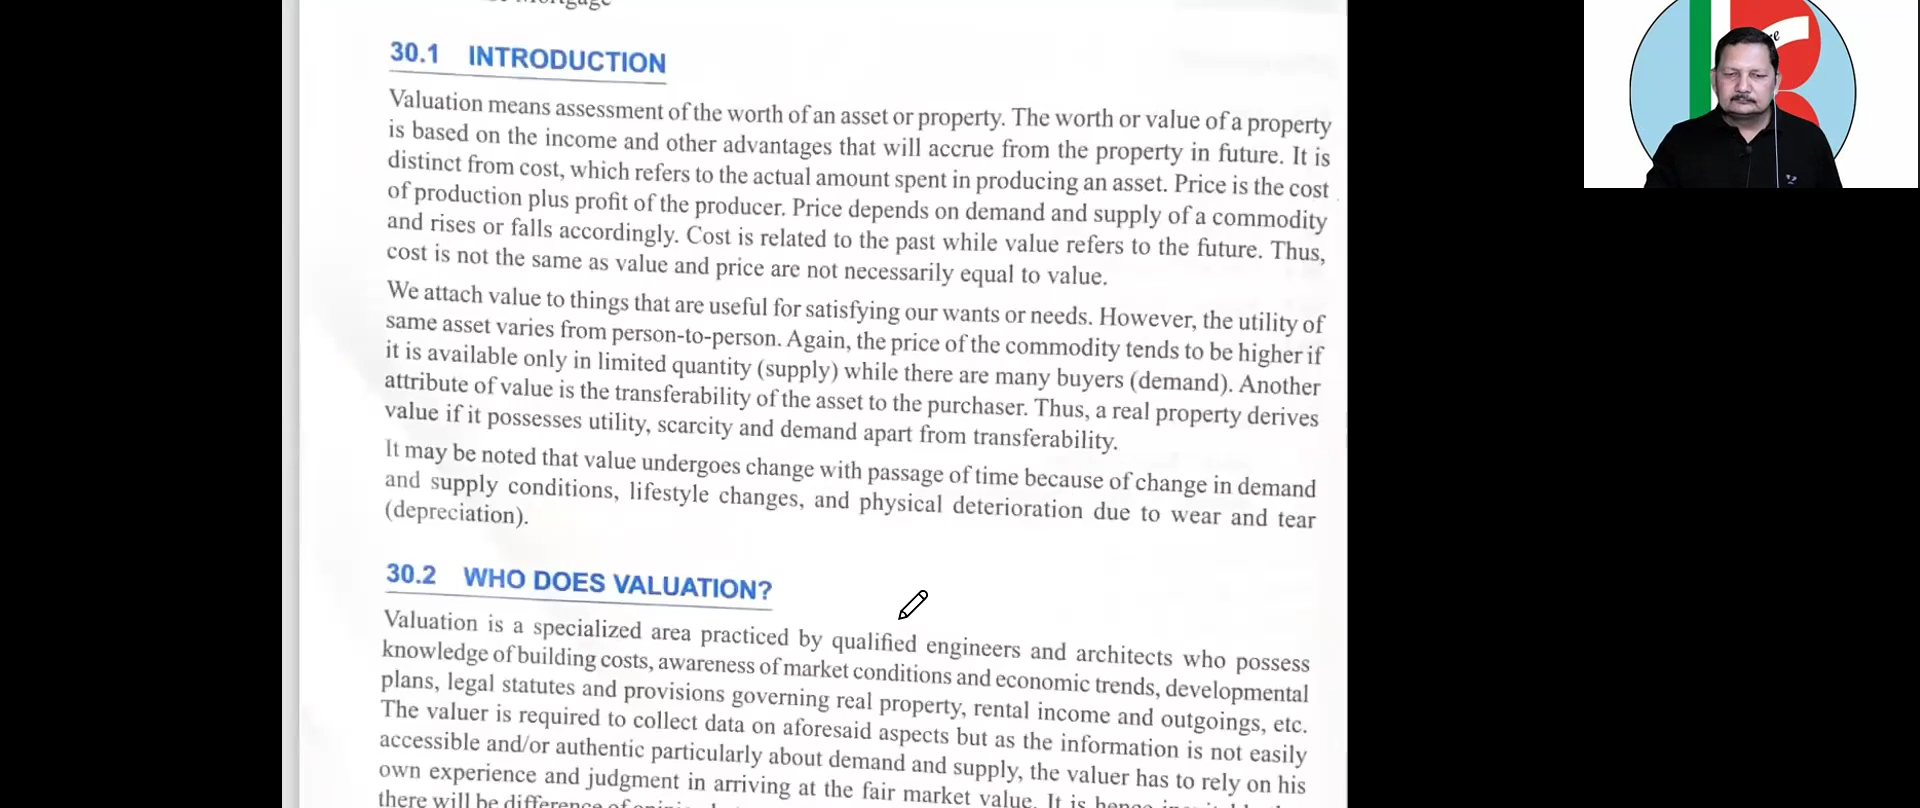 Mortgage
30.1 INTRODUCTION
Valuation means assessment of the worth of an asset or property. The worth or value of a property
is based on the income and other advantages that will accrue from the property in future. It is
distinct from cost, which refers to the actual amount spent in producing an asset. Price is the cost
of production plus profit of the producer. Price depends on demand and supply of a commodity
and rises or falls accordingly. Cost is related to the past while value refers to the future. Thus,
cost is not the same as value and price are not necessarily equal to value.
We attach value to things that are useful for satisfying our wants or needs. However, the utility of
same asset varies from person-to-person. Again, the price of the commodity tends to be higher if
it is available only in limited quantity (supply) while there are many buyers (demand). Another
attribute of value is the transferability of the asset to the purchaser. Thus, a real property derives
value if it possesses utility, scarcity and demand apart from transferability.
It may be noted that value undergoes change with passage of time because of change in demand
and supply conditions, lifestyle changes, and physical deterioration due to wear and tear
(depreciation).
30.2 WHO DOES VALUATION?
Valuation is a specialized area practiced by qualified engineers and architects who possess
knowledge of building costs, awareness of market conditions and economic trends, developmental
plans, legal statutes and provisions governing real property, rental income and outgoings, etc.
The valuer is required to collect data on aforesaid aspects but as the information is not easily
accessible and/or authentic particularly about demand and supply, the valuer has to rely on his
own experience and judgment in arriving at the fair market value. It is hence
there will be difference of